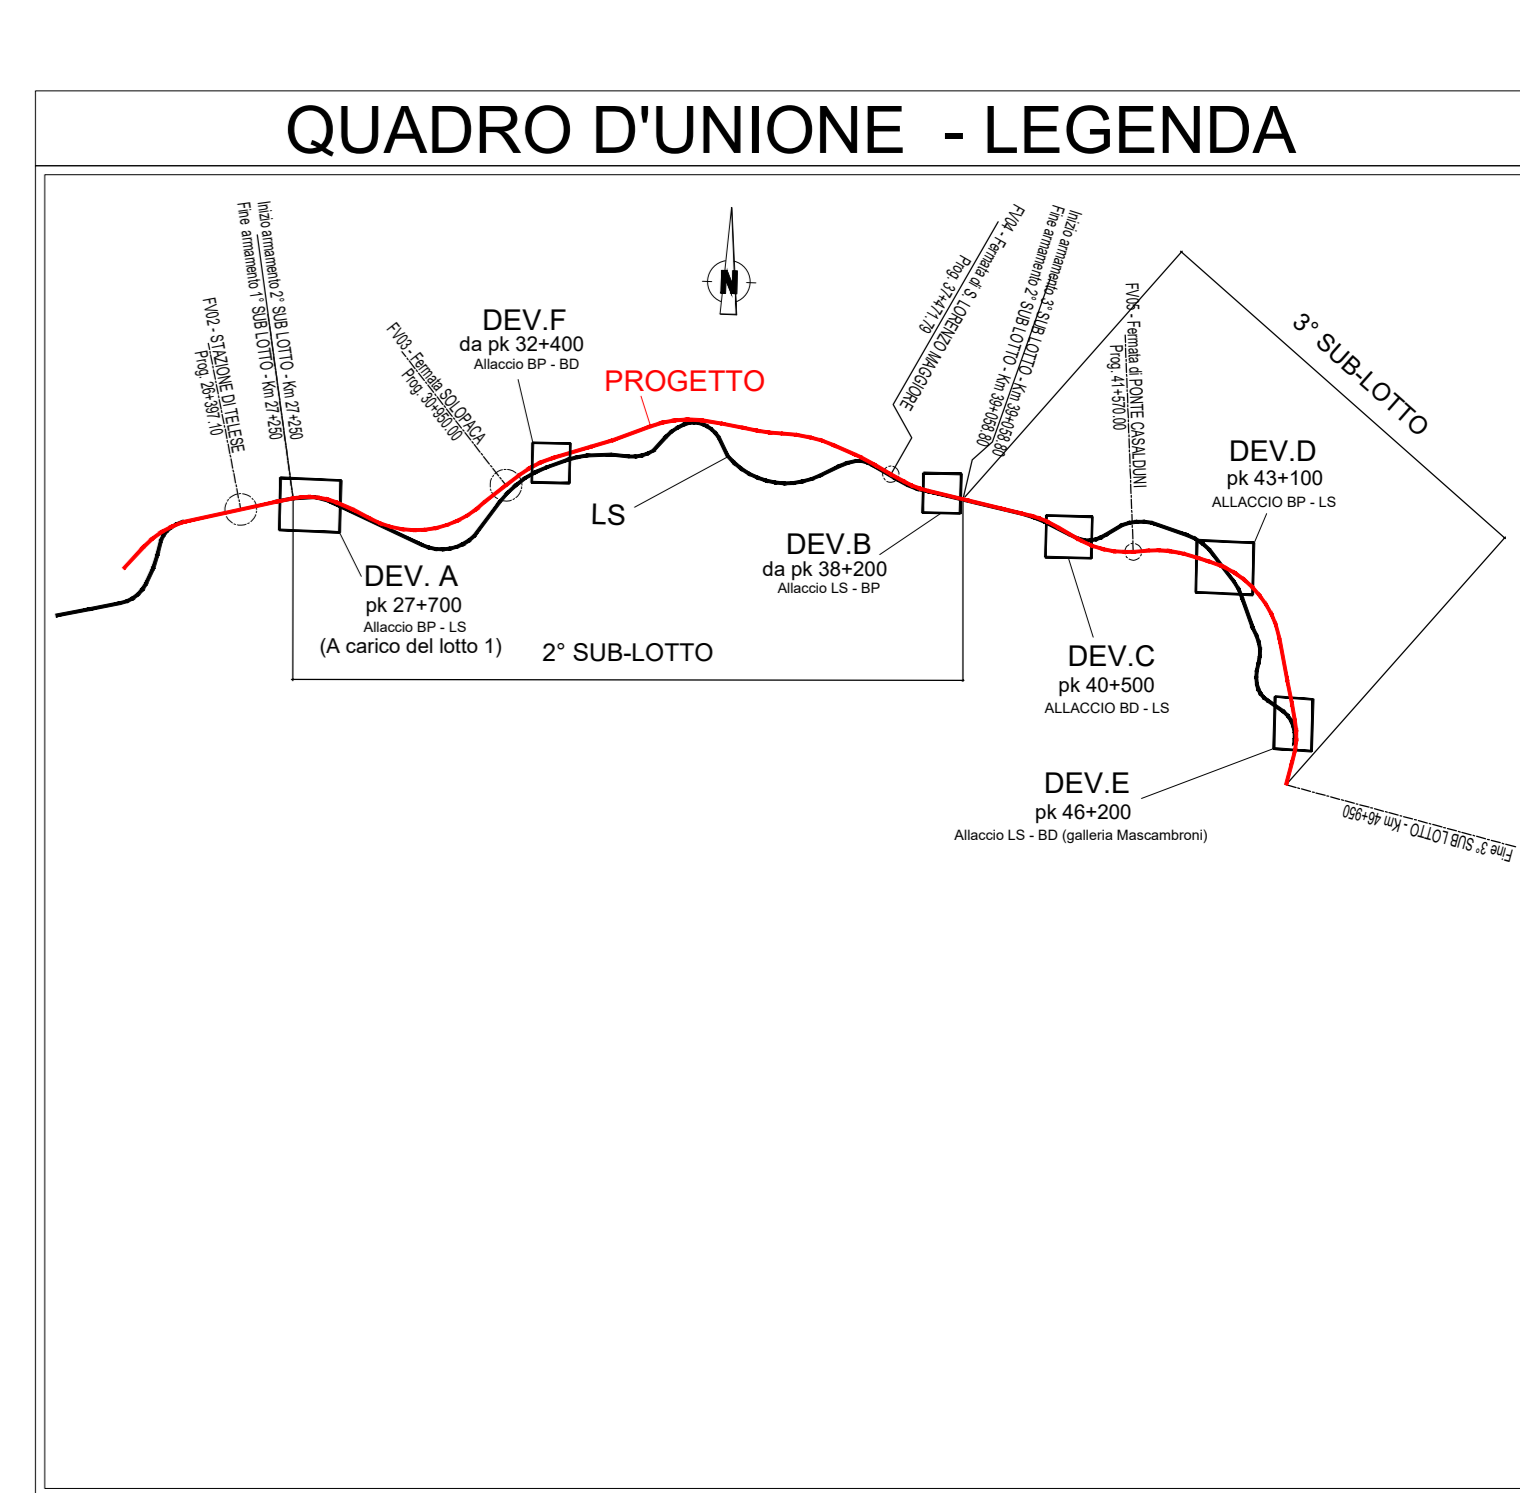 QUADRO D'UNIONE - LEGENDA
Inizio armamento 2° SUB LOTTO - Km 27+250
Fine armamento 1° SUB LOTTO - Km 27+250
FV02 - STAZIONE DI TELESE
Prog. 26+397.10
FV03 - Fermata SOLOPACA
Prog. 30+950.00
DEV.F
da pk 32+400
Allaccio BP - BD
PROGETTO
N
LS
FV04 - Fermata di S. LORENZO MAGGIORE
Prog. 37+471.79
Inizio armamento 3° SUB LOTTO - Km 39+058.80
Fine armamento 2° SUB LOTTO - Km 39+058.80
FV05 - Fermata di PONTE CASALDUNI
Prog. 41+570.00
3° SUB-LOTTO
DEV.D
pk 43+100
ALLACCIO BP - LS
DEV.B
da pk 38+200
Allaccio LS - BP
DEV. A
pk 27+700
Allaccio BP - LS
(A carico del lotto 1)
2° SUB-LOTTO
DEV.C
pk 40+500
ALLACCIO BD - LS
DEV.E
pk 46+200
Allaccio LS - BD (galleria Mascambroni)
Fine 3° SUB LOTTO - Km 46+950